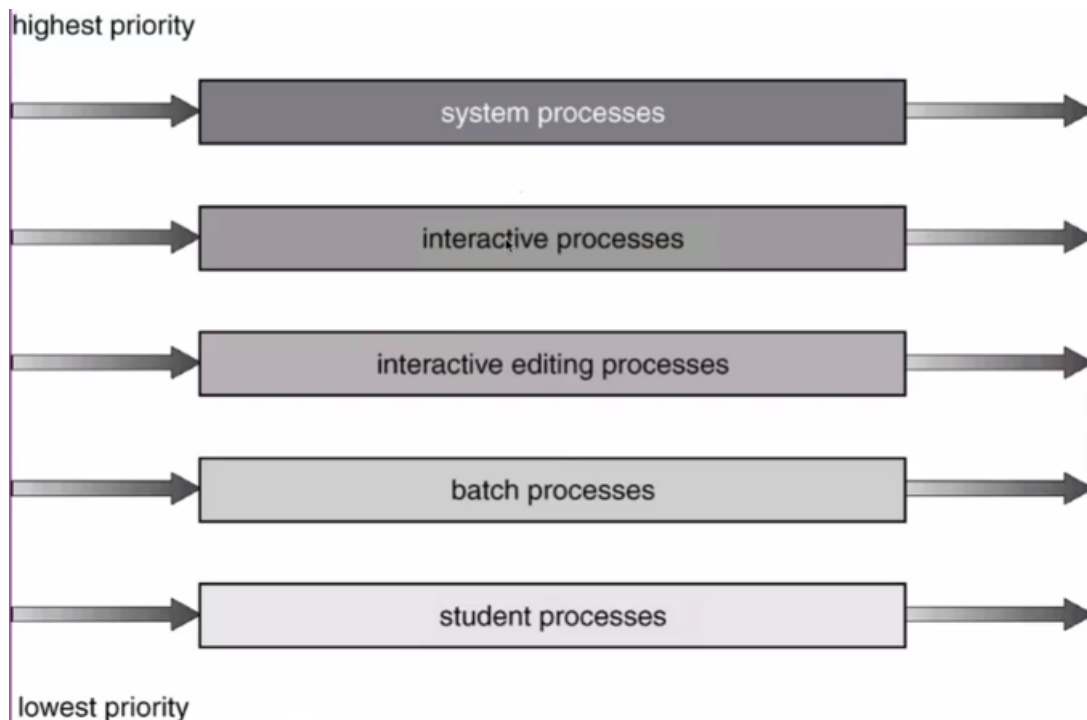 highest priority
system processes
interactive processes
interactive editing processes
batch processes
student processes
lowest priority